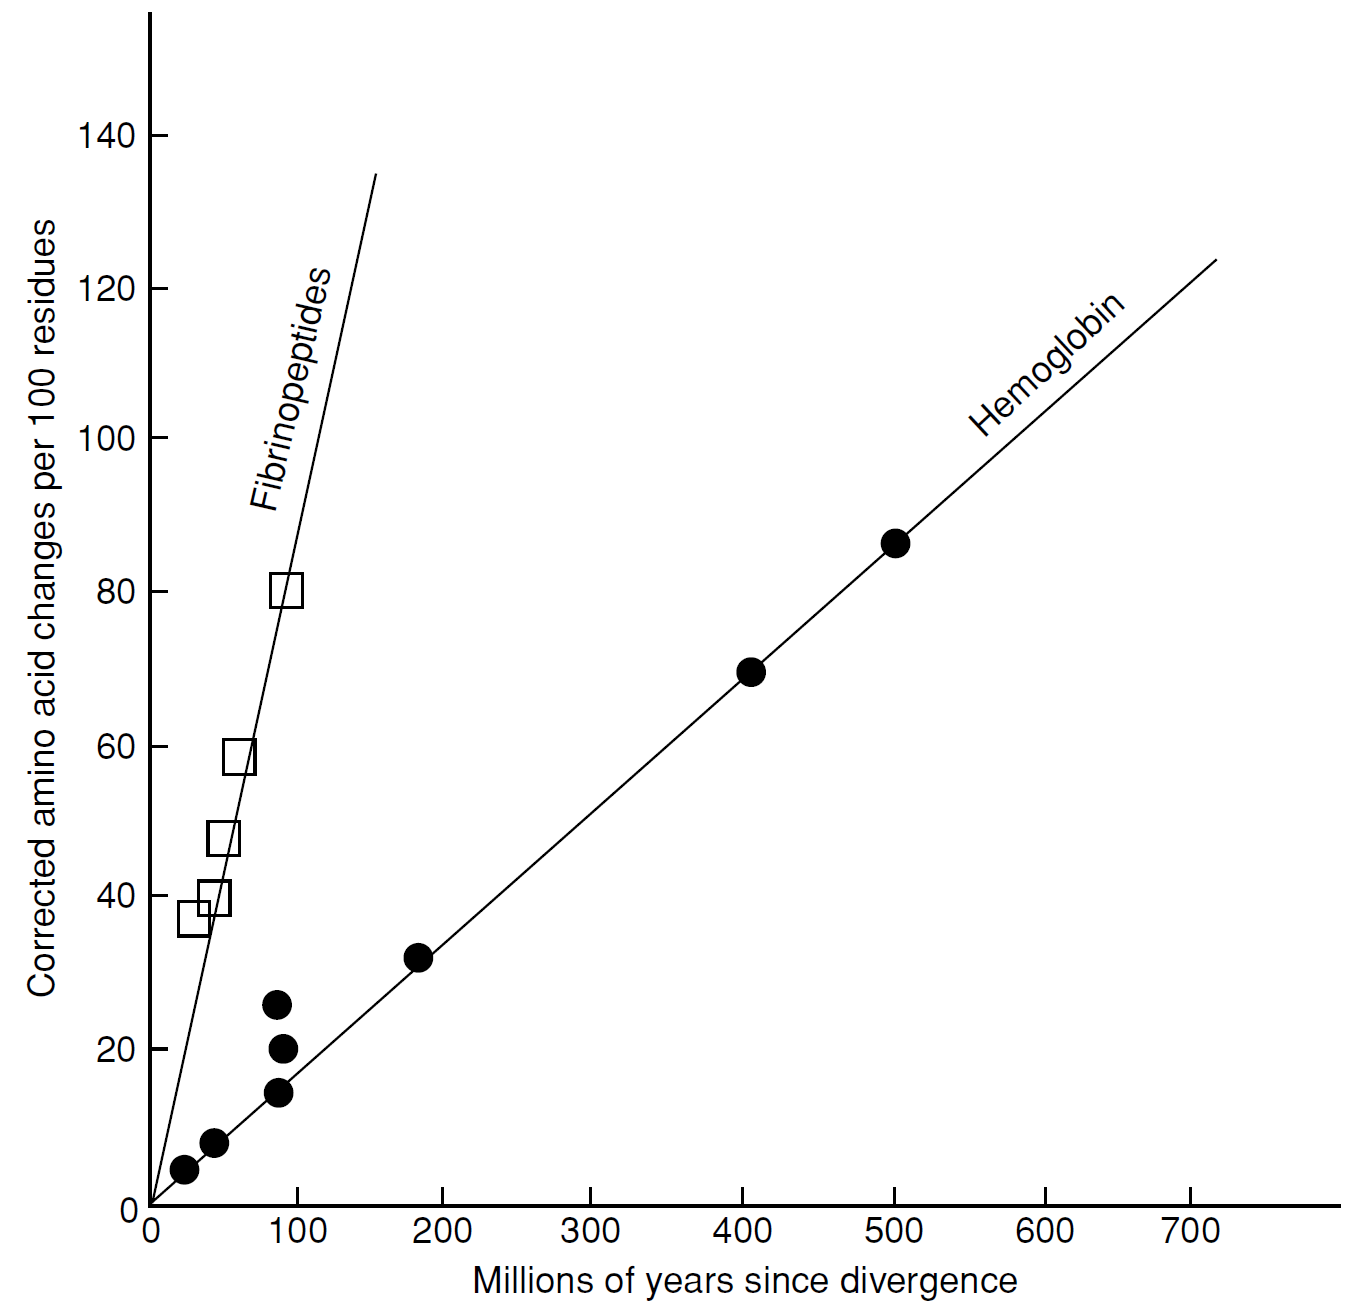 140
120
100
80
60
40
20
0
Corrected amino acid changes per 100 residues
Fibrinopeptides
Hemoglobin
0 100 200 300 400 500 600 700
Millions of years since divergence